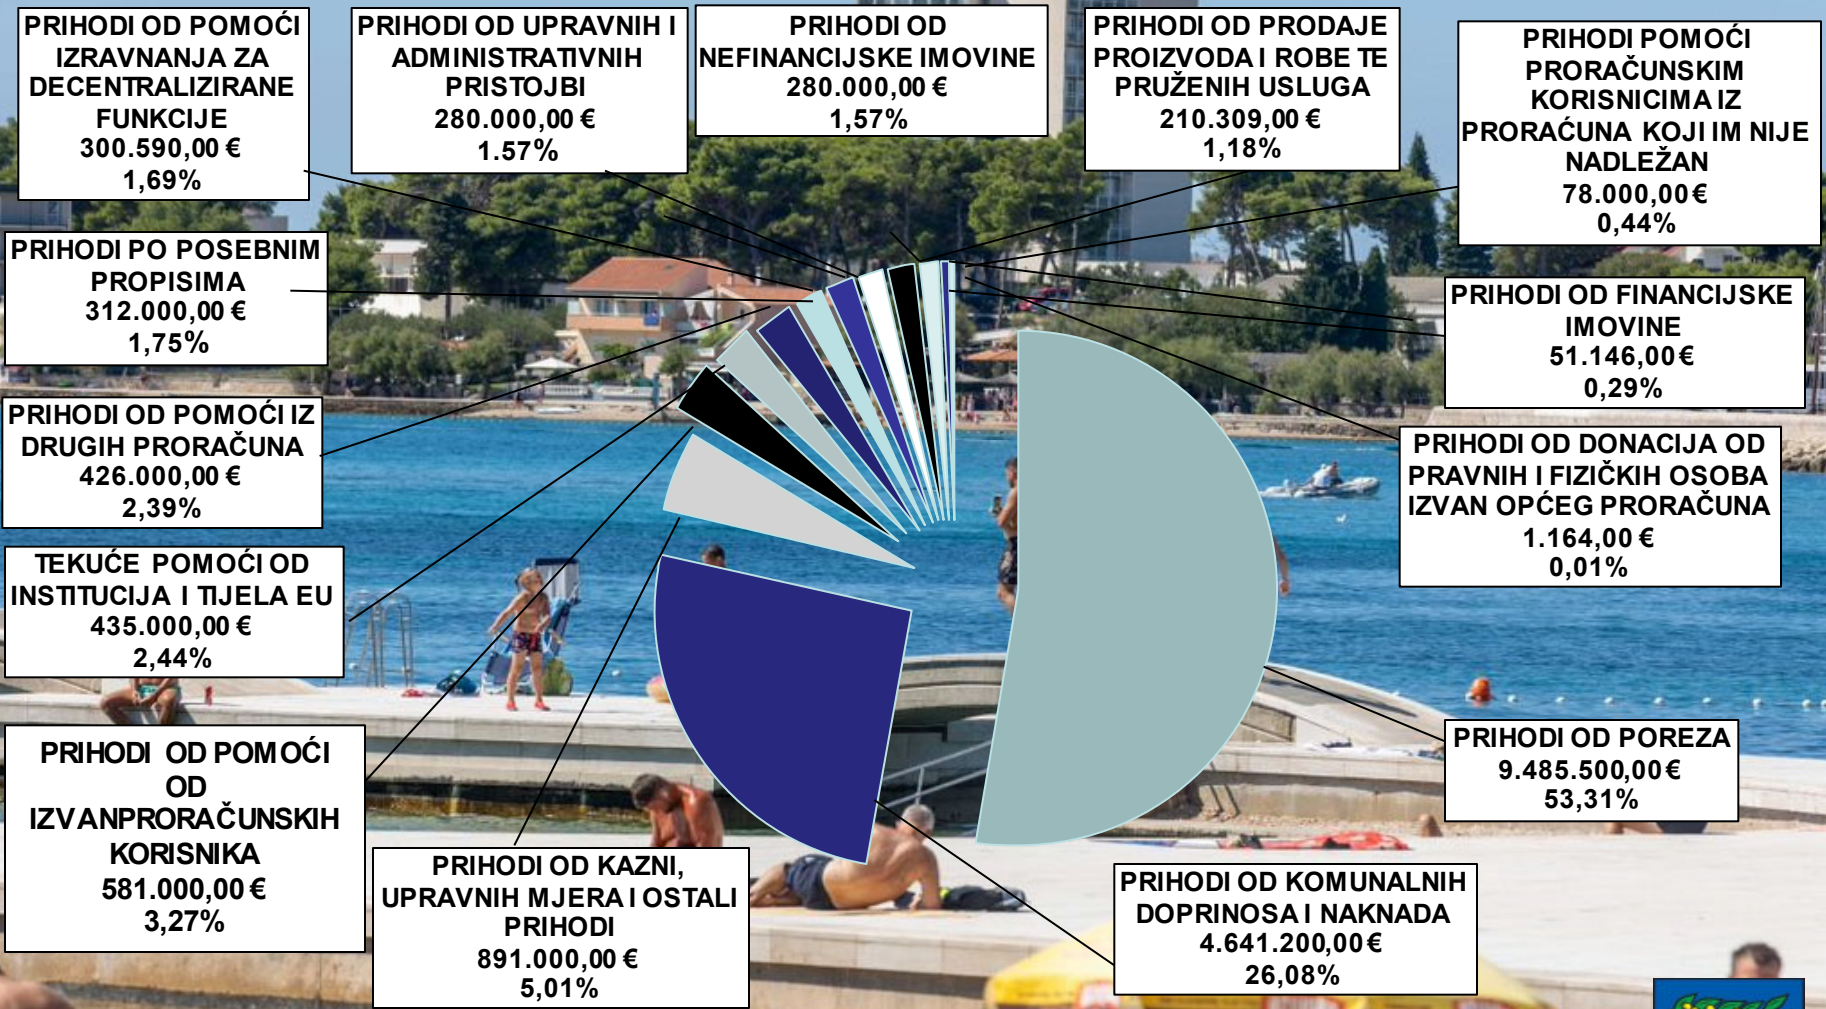 PRIHODI OD POMOĆI
IZRAVNANJA ZA
DECENTRALIZIRANE
FUNKCIJE
300.590,00 €
1,69%
PRIHODI OD UPRAVNIH I
ADMINISTRATIVNIH
PRISTOJBI
280.000,00 €
1.57%
PRIHODI OD
NEFINANCIJSKE IMOVINE
280.000,00 €
1,57%
PRIHODI OD PRODAJE
PROIZVODA I ROBE TE
PRUŽENIH USLUGA
210.309,00 €
1,18%
PRIHODI POMOĆI
PRORAČUNSKIM
KORISNICIMA IZ
PRORAĆUNA KOJI IM NIJE
NADLEŽAN
78.000,00 €
0,44%
PRIHODI PO POSEBNIM
PROPISIMA
312.000,00 €
1,75%
PRIHODI OD FINANCIJSKE
IMOVINE
51.146,00 €
0,29%
PRIHODI OD POMOĆI IZ
DRUGIH PRORAČUNA
426.000,00 €
2,39%
PRIHODI OD DONACIJA OD
PRAVNIH I FIZIČKIH OSOBA
IZVAN OPĆEG PRORAČUNA
1.164,00 €
0,01%
TEKUĆE POMOĆI OD
INSTITUCIJA I TIJELA EU
435.000,00 €
2,44%
PRIHODI OD POREZA
9.485.500,00 €
53,31%
PRIHODI OD POMOĆI
OD
IZVANPRORAČUNSKIH
KORISNIKA
581.000,00 €
3,27%
PRIHODI OD KAZNI,
UPRAVNIH MJERA I OSTALI
PRIHODI
891.000,00 €
5,01%
PRIHODI OD KOMUNALNIH
DOPRINOSA I NAKNADA
4.641.200,00 €
26,08%